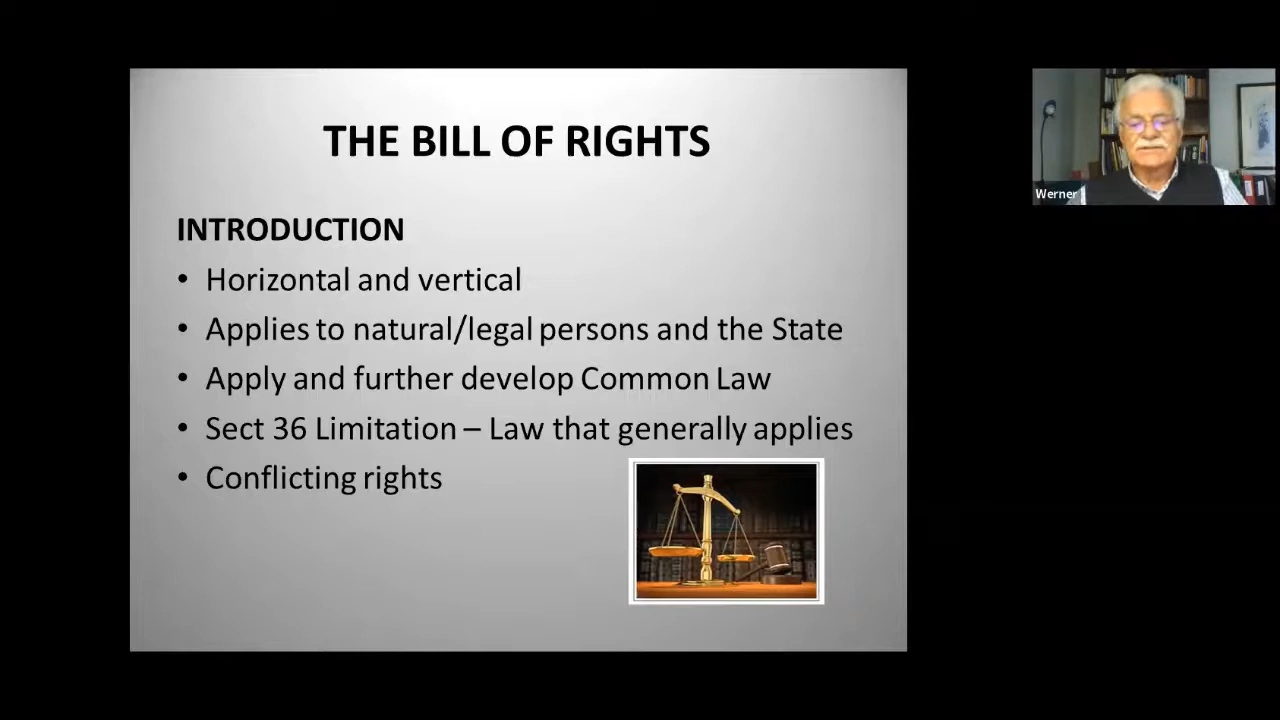 THE BILL OF RIGHTS
INTRODUCTION
• Horizontal and vertical
• Applies to natural/legal persons and the State
• Apply and further develop Common Law
• Sect 36 Limitation – Law that generally applies
• Conflicting rights
Werner